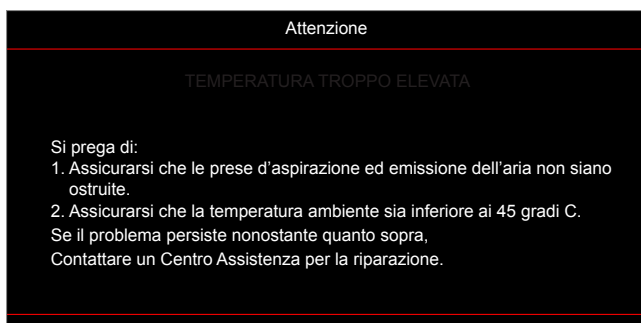 Attenzione
TEMPERATURA TROPPO ELEVATA
Si prega di:
1. Assicurarsi che le prese d’aspirazione ed emissione dell’aria non siano
ostruite.
2. Assicurarsi che la temperatura ambiente sia inferiore ai 45 gradi C.
Se il problema persiste nonostante quanto sopra,
Contattare un Centro Assistenza per la riparazione.